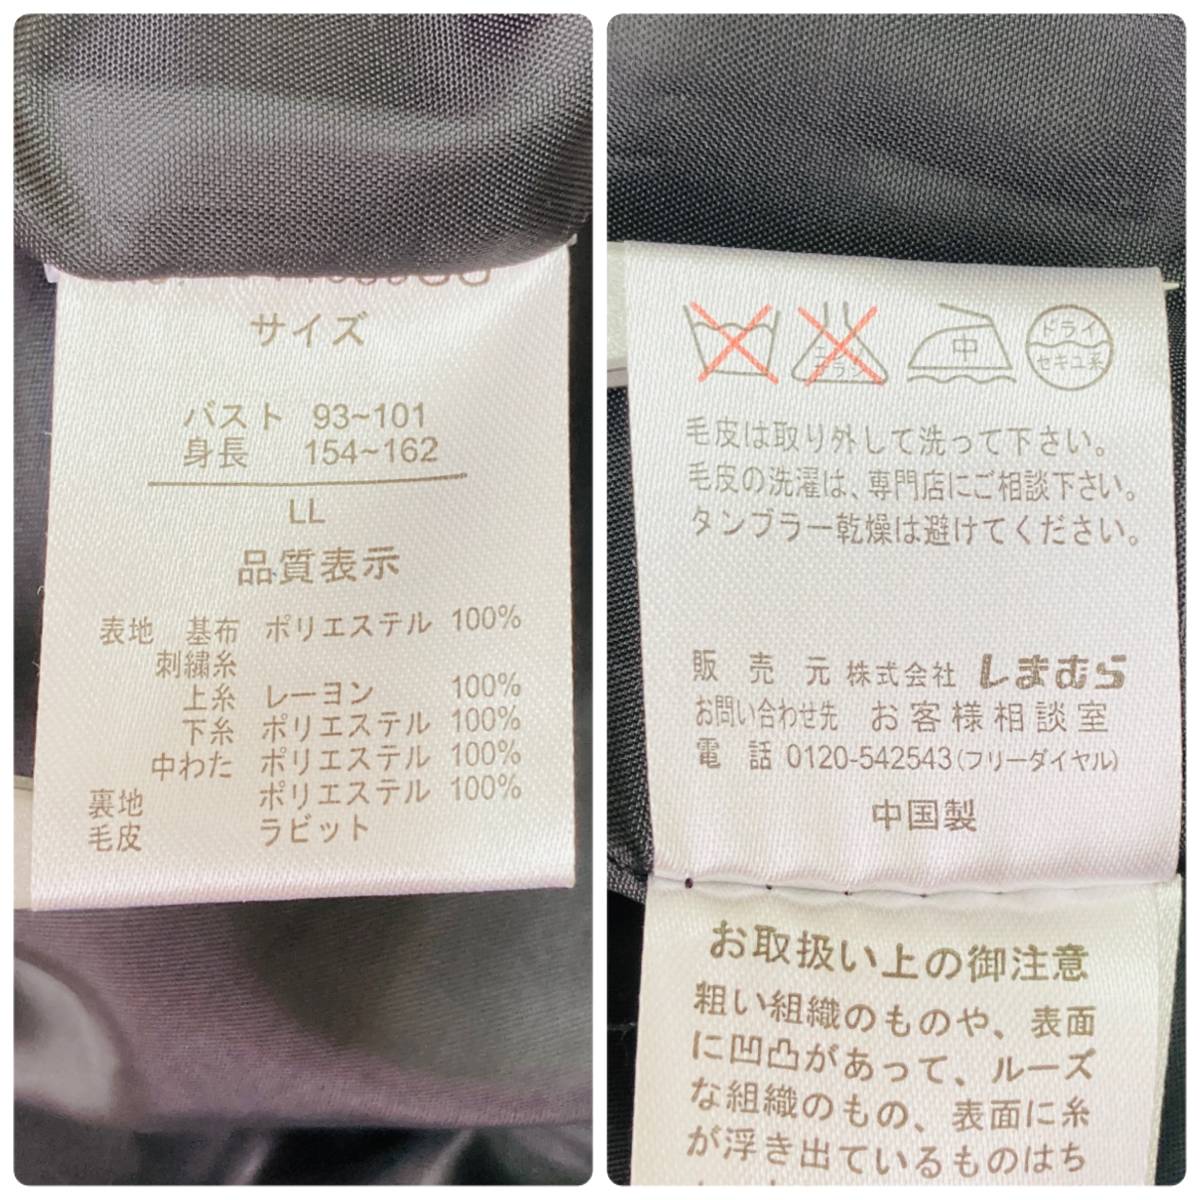 サイズ
バスト 93~101
身長 154~162
LL
品質表示
表地 基布 ポリエステル 100%
刺繍糸
上糸 レーヨン 100%
下糸 ポリエステル 100%
中わた ポリエステル 100%
裏地 ポリエステル 100%
毛皮 ラビット
中
ドライ
セキユ系
毛皮は取り外して洗って下さい。
毛皮の洗濯は、専門店にご相談下さい。
タンブラー乾燥は避けてください。
販売元 株式会社 しまむら
お問い合わせ先 お客様相談室
電話 0120-542543(フリーダイヤル)
中国製
お取扱い上の御注意
粗い組織のものや、表面
に凹凸があって、ルーズ
な組織のもの、表面に糸
が浮き出ているものはち